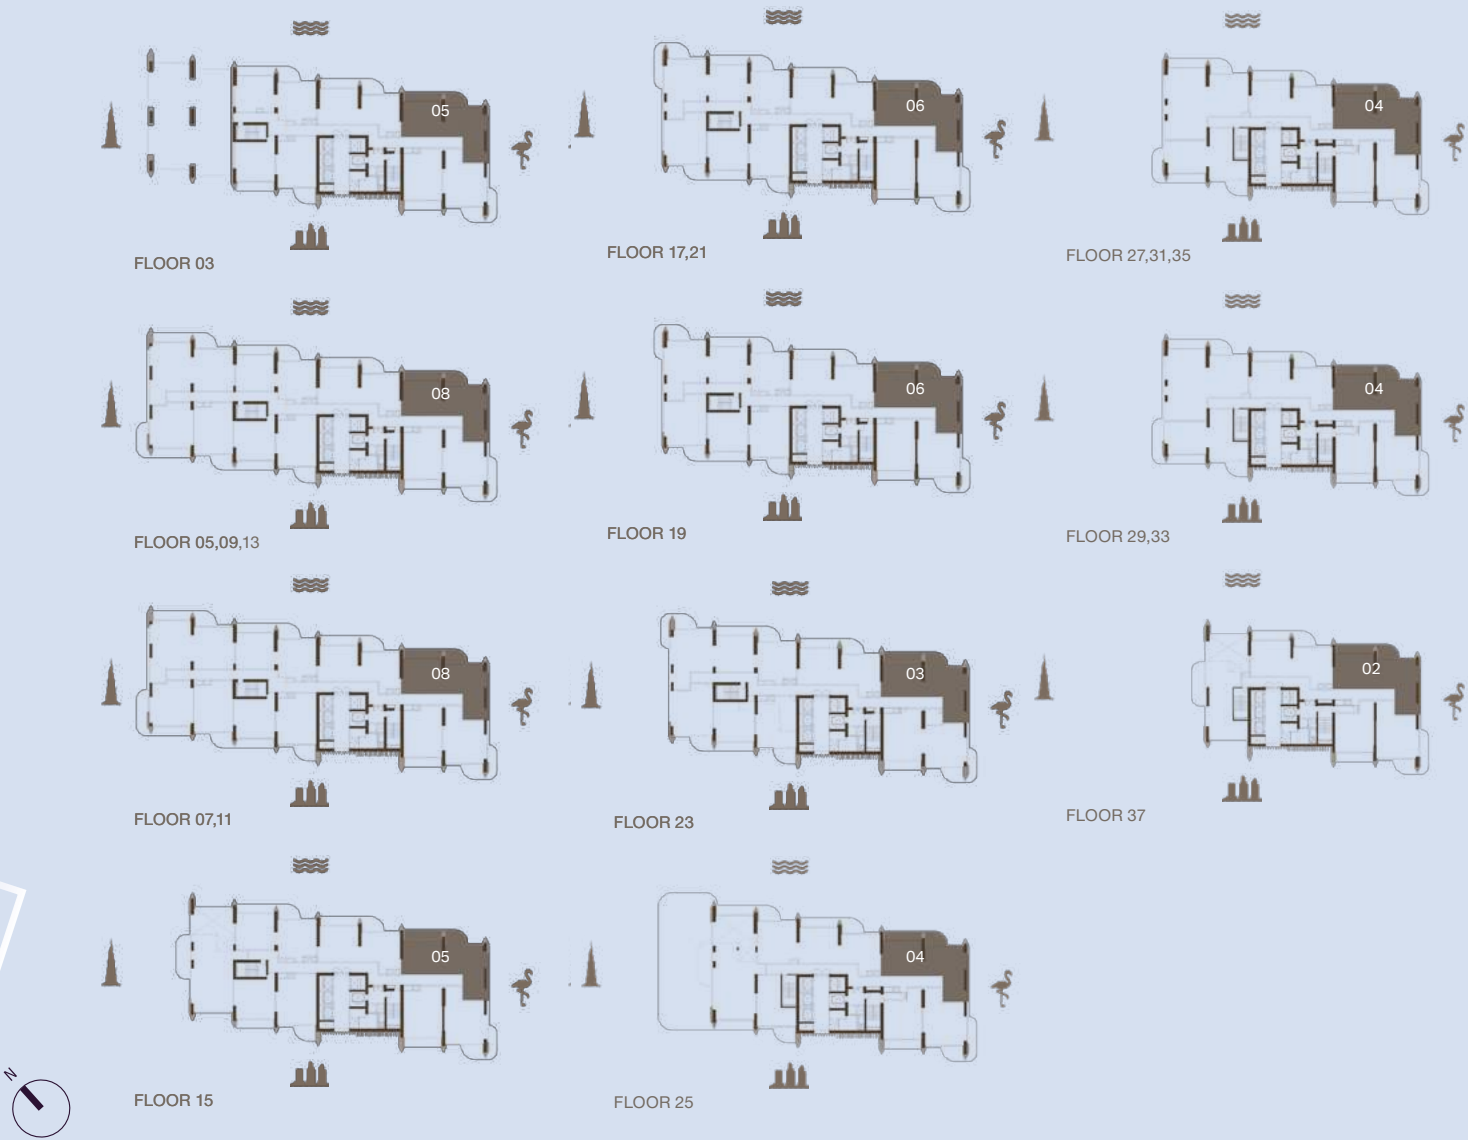 05
FLOOR 03
06
FLOOR 17,21
04
FLOOR 27,31,35
08
FLOOR 05,09,13
06
FLOOR 19
04
FLOOR 29,33
08
FLOOR 07,11
03
FLOOR 23
02
FLOOR 37
05
FLOOR 15
04
FLOOR 25
N